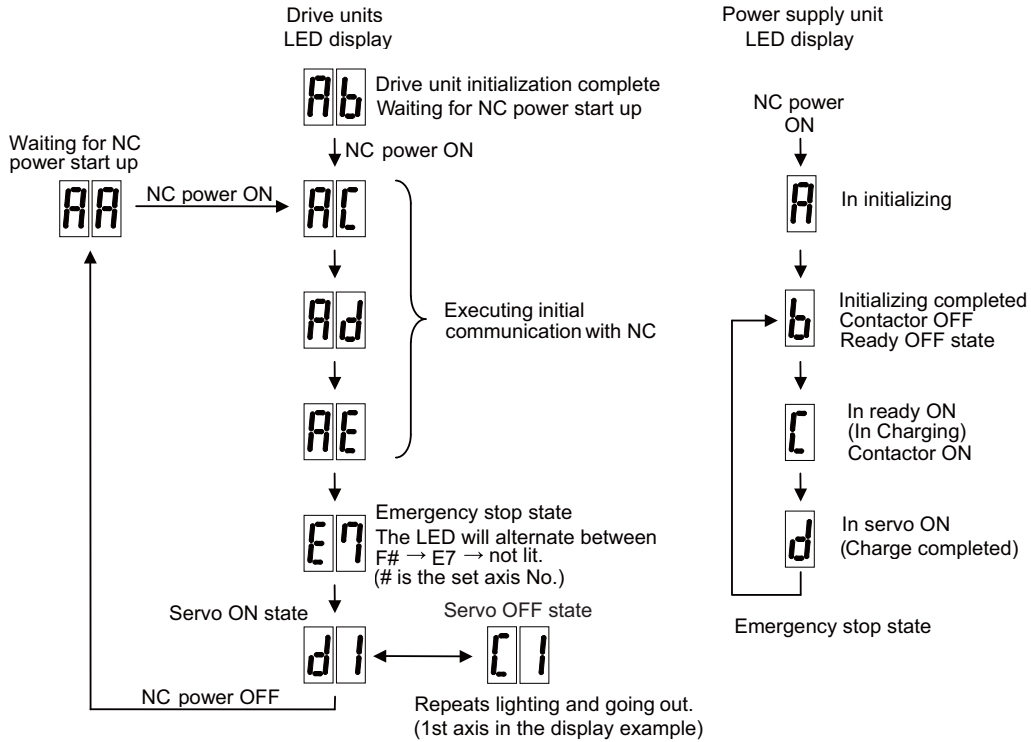 Drive units
LED display
Ab
Drive unit initialization complete
Waiting for NC power start up
NC power ON
Waiting for NC
power start up
AA
NC power ON
AC
Ad
AE
Executing initial
communication with NC
E7
Emergency stop state
The LED will alternate between
F# → E7 → not lit.
(# is the set axis No.)
Servo ON state
d1
Servo OFF state
C1
NC power OFF
Repeats lighting and going out.
(1st axis in the display example)
Power supply unit
LED display
NC power
ON
A
In initializing
b
Initializing completed
Contactor OFF
Ready OFF state
C
In ready ON
(In Charging)
Contactor ON
d
In servo ON
(Charge completed)
Emergency stop state